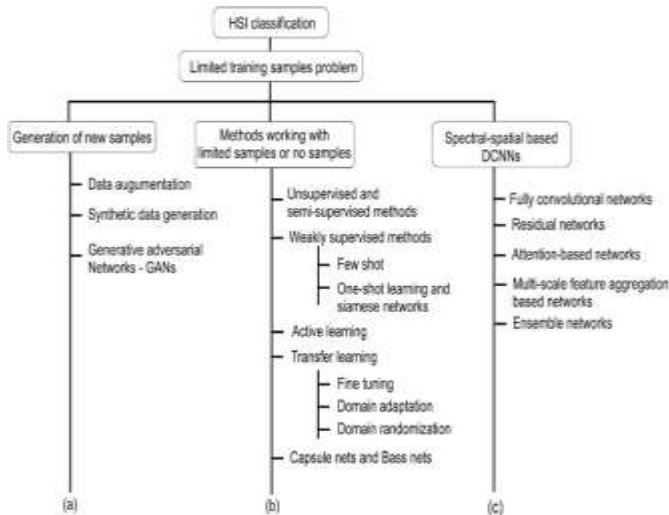 HSI classification
Limited training samples problem
Generation of new samples
Data augumentation
Synthetic data generation
Generative adversarial
Networks - GANs
(a)
Methods working with
limited samples or no samples
Unsupervised and
semi-supervised methods
Weakly supervised methods
Few shot
One-shot learning and
siamese networks
Active learning
Transfer learning
Fine tuning
Domain adaptation
Domain randomization
Capsule nets and Bass nets
(b)
Spectral-spatial based
DCNNs
Fully convolutional networks
Residual networks
Attention-based networks
Multi-scale feature aggregation
based networks
Ensemble networks
(c)